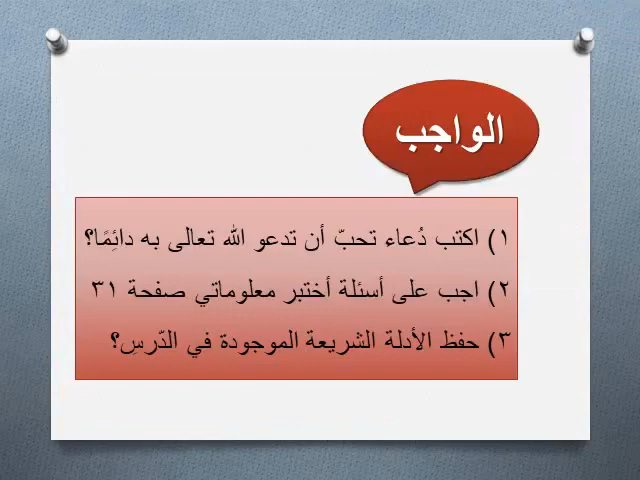 الواجب
١) اكتب دُعاء تحبّ أن تدعو الله تعالى به دائِمًا؟
٢) اجب على أسئلة أختبر معلوماتي صفحة ٣١
٣) حفظ الأدلة الشريعة الموجودة في الدّرسِ؟